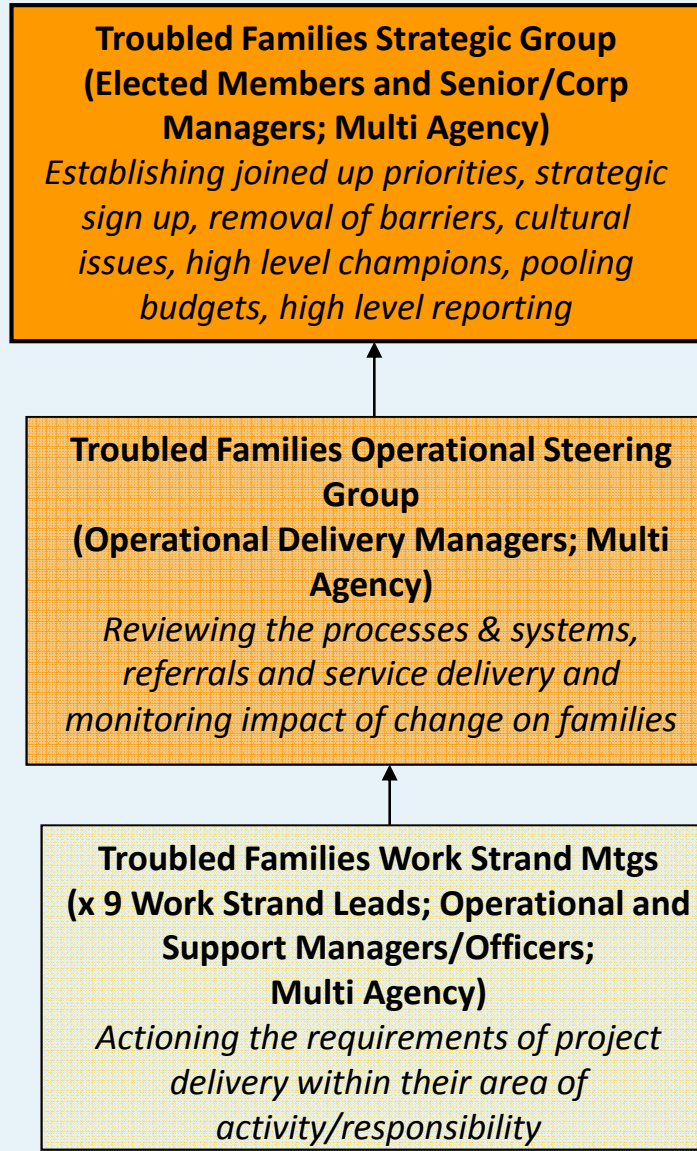 Troubled Families Strategic Group
(Elected Members and Senior/Corp
Managers; Multi Agency)
Establishing joined up priorities, strategic
sign up, removal of barriers, cultural
issues, high level champions, pooling
budgets, high level reporting
Troubled Families Operational Steering
Group
(Operational Delivery Managers; Multi
Agency)
Reviewing the processes & systems,
referrals and service delivery and
monitoring impact of change on families
Troubled Families Work Strand Mtgs
(x 9 Work Strand Leads; Operational and
Support Managers/Officers;
Multi Agency)
Actioning the requirements of project
delivery within their area of
activity/responsibility